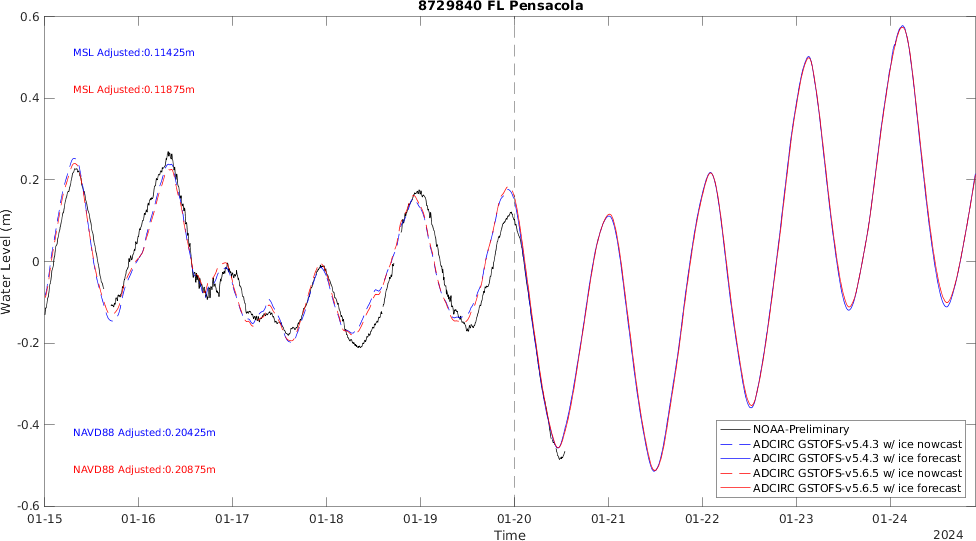 8729840 FL Pensacola
0.6
MSL Adjusted:0.11425m
MSL Adjusted:0.11875m
0.4
0.2
0
-0.2
-0.4
-0.6
Water Level (m)
NAVD88 Adjusted:0.20425m
NAVD88 Adjusted:0.20875m
NOAA-Preliminary
ADCIRC GSTOFS-v5.4.3 w/ ice nowcast
ADCIRC GSTOFS-v5.4.3 w/ ice forecast
ADCIRC GSTOFS-v5.6.5 w/ ice nowcast
ADCIRC GSTOFS-v5.6.5 w/ ice forecast
01-15 01-16 01-17 01-18 01-19 01-20 01-21 01-22 01-23 01-24
Time
2024